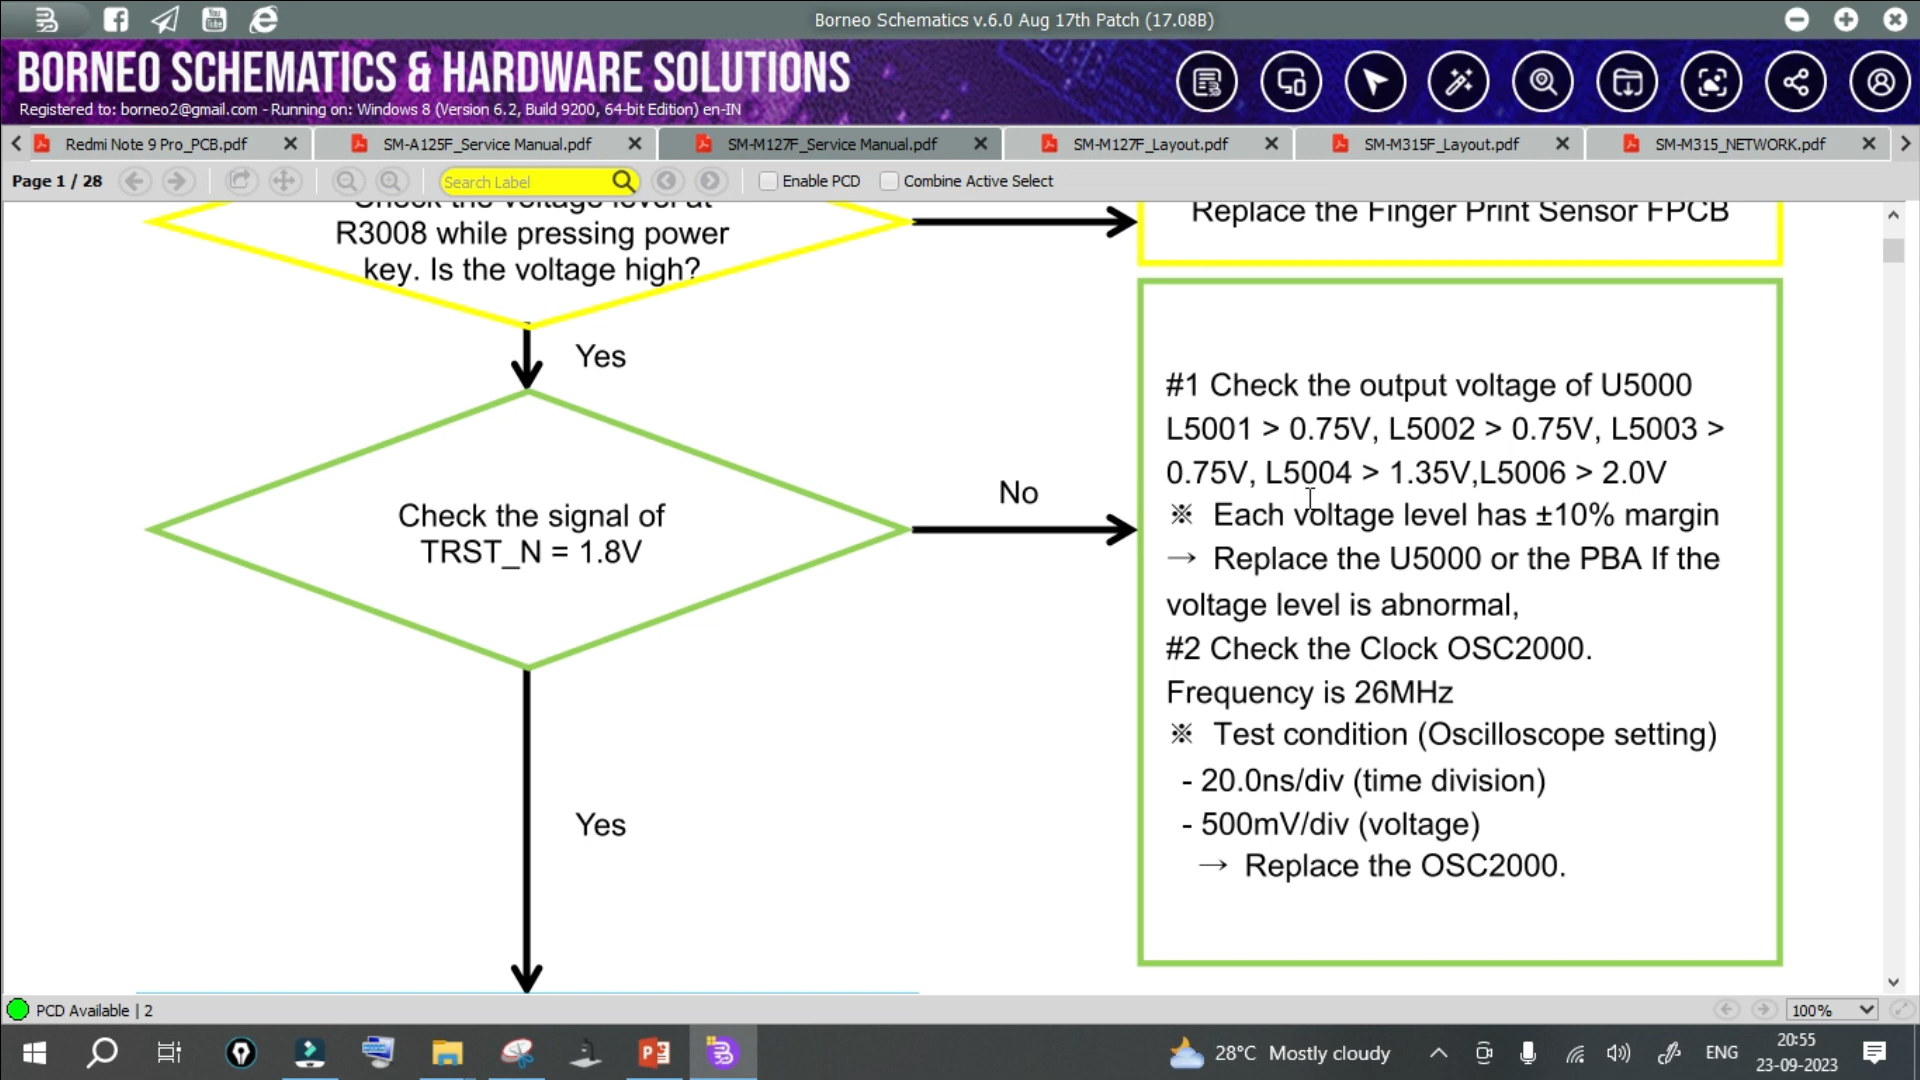 Borneo Schematics v.6.0 Aug 17th Patch (17.08B)
BORNEO SCHEMATICS & HARDWARE SOLUTIONS
Registered to: borneo2@gmail.com - Running on: Windows 8 (Version 6.2, Build 9200, 64-bit Edition) en-IN
Redmi Note 9 Pro_PCB.pdf
SM-A125F_Service Manual.pdf
SM-M127F_Service Manual.pdf
SM-M127F_Layout.pdf
SM-M315F_Layout.pdf
SM-M315_NETWORK.pdf
Page 1 / 28
Search Label
Enable PCD
Combine Active Select
Check the voltage level at
R3008 while pressing power
key. Is the voltage high?
Replace the Finger Print Sensor FPCB
Yes
Check the signal of
TRST_N = 1.8V
No
#1 Check the output voltage of U5000
L5001 > 0.75V, L5002 > 0.75V, L5003 >
0.75V, L5004 > 1.35V,L5006 > 2.0V
※ Each voltage level has ±10% margin
→ Replace the U5000 or the PBA If the
voltage level is abnormal,
#2 Check the Clock OSC2000.
Frequency is 26MHz
※ Test condition (Oscilloscope setting)
- 20.0ns/div (time division)
- 500mV/div (voltage)
→ Replace the OSC2000.
Yes
PCD Available | 2
100%
28°C Mostly cloudy
ENG
20:55
23-09-2023